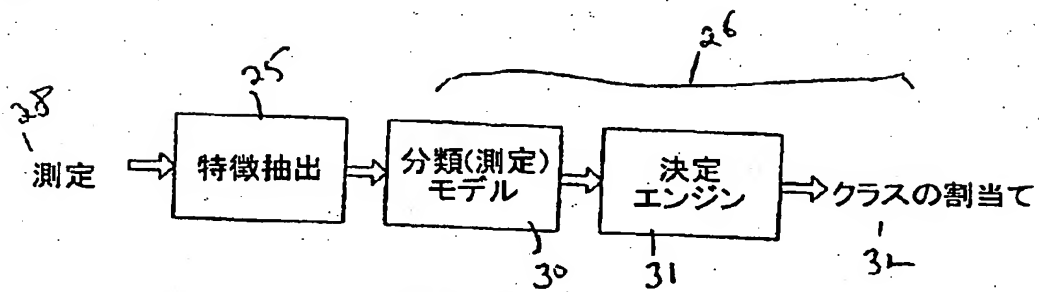 26
25
28
測定
特徴抽出
分類(測定)
モデル
決定
エンジン
クラスの割当て
30
31
32